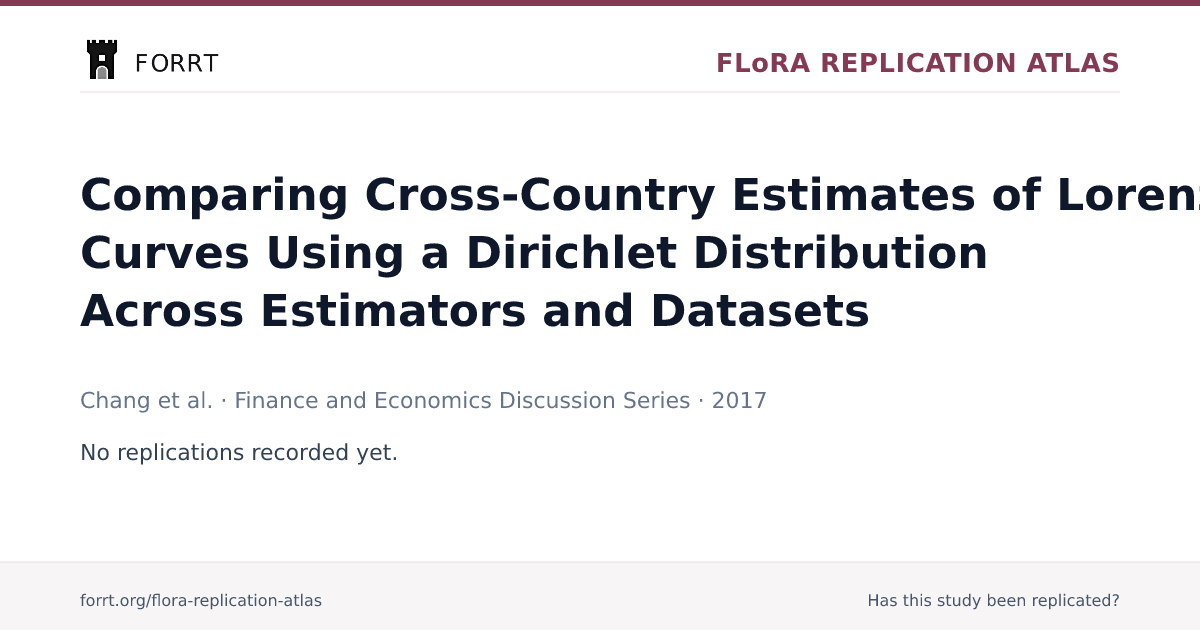 FORRT
FLoRA REPLICATION ATLAS
Comparing Cross-Country Estimates of Lorenz
Curves Using a Dirichlet Distribution
Across Estimators and Datasets
Chang et al. · Finance and Economics Discussion Series · 2017
No replications recorded yet.
forrt.org/flora-replication-atlas
Has this study been replicated?